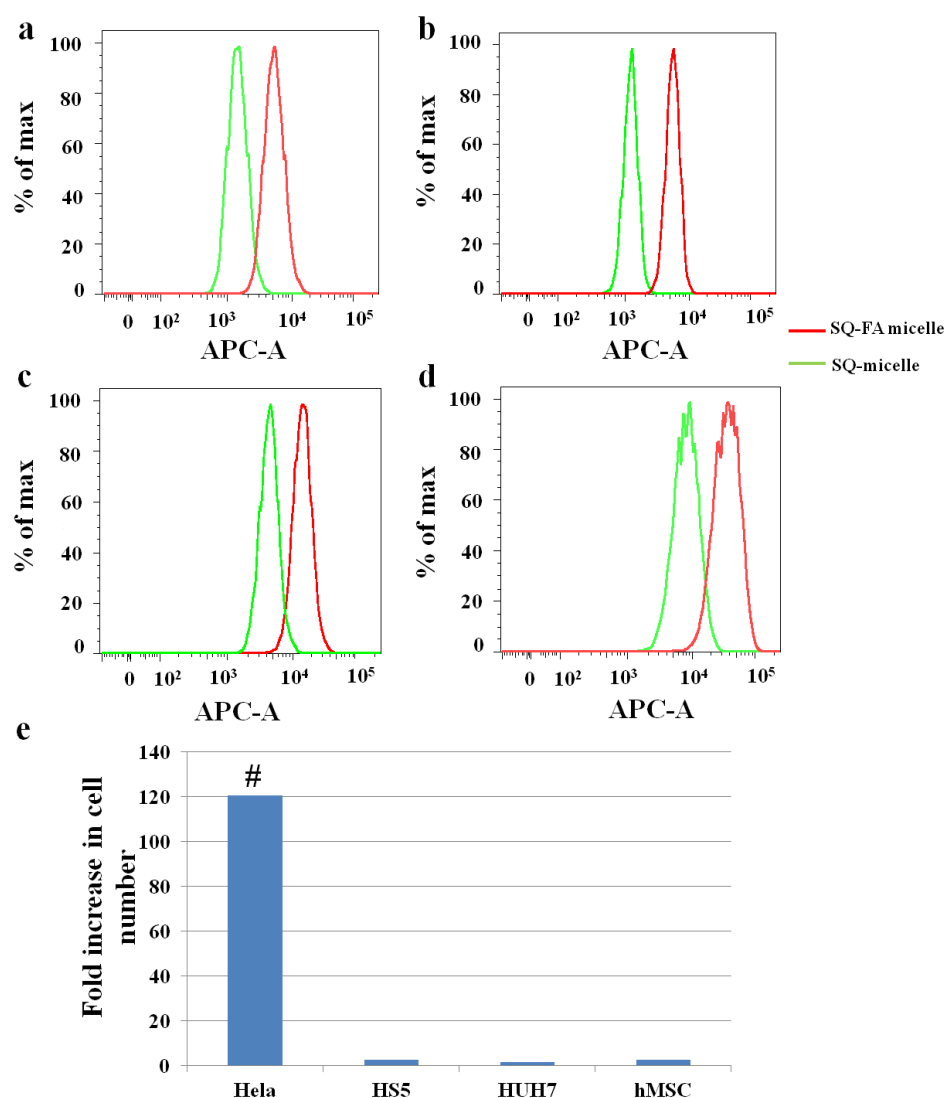 a
100
80
60
40
20
0
% of max
0 10² 10³ 10⁴ 10⁵
APC-A
b
100
80
60
40
20
0
% of max
0 10² 10³ 10⁴ 10⁵
APC-A
SQ-FA micelle
SQ-micelle
c
100
80
60
40
20
0
% of max
0 10² 10³ 10⁴ 10⁵
APC-A
d
100
80
60
40
20
0
% of max
0 10² 10³ 10⁴ 10⁵
APC-A
e
Fold increase in cell
number
140
120
100
80
60
40
20
0
#
Hela HS5 HUH7 hMSC